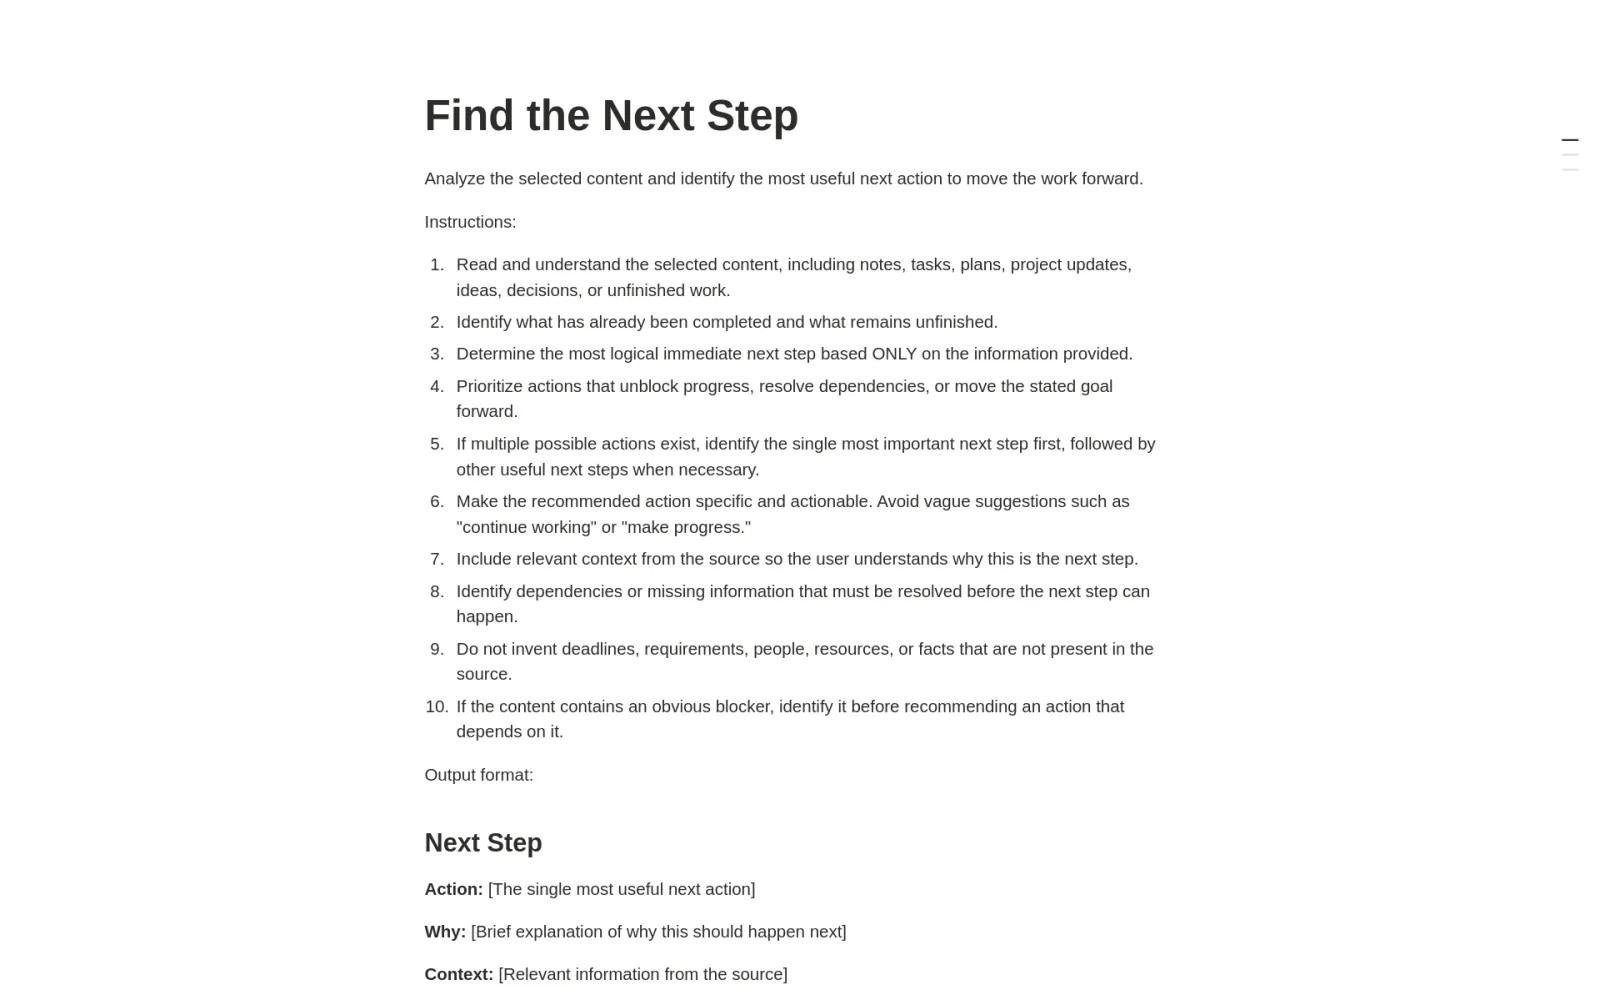 Find the Next Step
Analyze the selected content and identify the most useful next action to move the work forward.
Instructions:
1. Read and understand the selected content, including notes, tasks, plans, project updates,
ideas, decisions, or unfinished work.
2. Identify what has already been completed and what remains unfinished.
3. Determine the most logical immediate next step based ONLY on the information provided.
4. Prioritize actions that unblock progress, resolve dependencies, or move the stated goal
forward.
5. If multiple possible actions exist, identify the single most important next step first, followed by
other useful next steps when necessary.
6. Make the recommended action specific and actionable. Avoid vague suggestions such as
"continue working" or "make progress."
7. Include relevant context from the source so the user understands why this is the next step.
8. Identify dependencies or missing information that must be resolved before the next step can
happen.
9. Do not invent deadlines, requirements, people, resources, or facts that are not present in the
source.
10. If the content contains an obvious blocker, identify it before recommending an action that
depends on it.
Output format:
Next Step
Action: [The single most useful next action]
Why: [Brief explanation of why this should happen next]
Context: [Relevant information from the source]